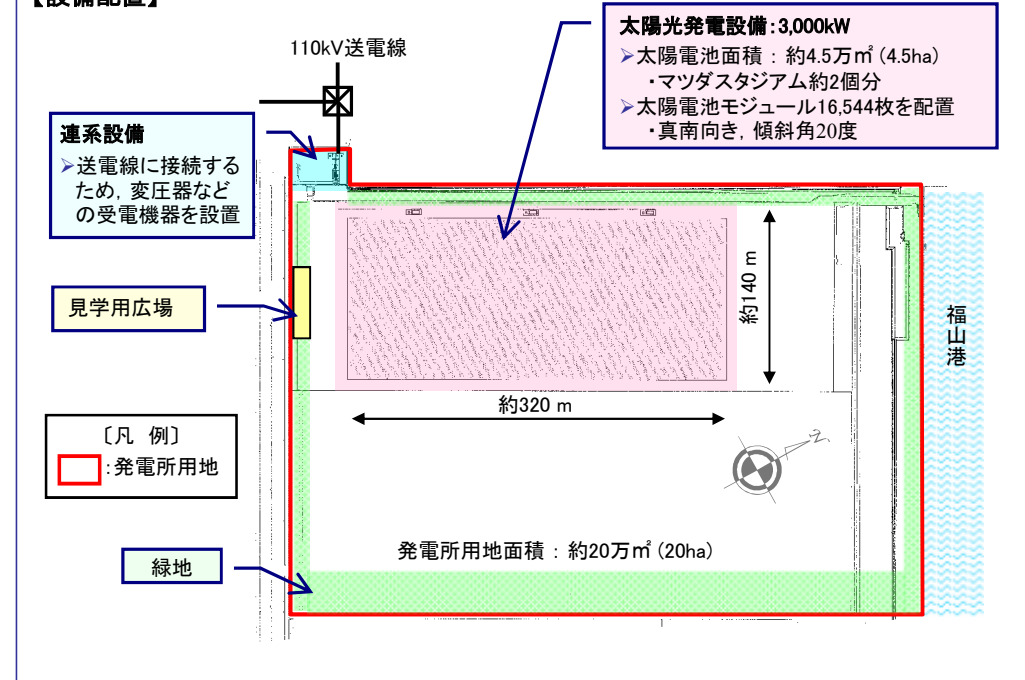 【設備配置】
太陽光発電設備：3,000kW
➢太陽電池面積 ： 約4.5万㎡ (4.5ha)
・マツダスタジアム約2個分
➢太陽電池モジュール16,544枚を配置
・真南向き，傾斜角20度
110kV送電線
連系設備
➢送電線に接続する
ため，変圧器など
の受電機器を設置
見学用広場
約140 m
福山港
約320 m
〔凡 例〕
：発電所用地
N
発電所用地面積 ： 約20万㎡ (20ha)
緑地